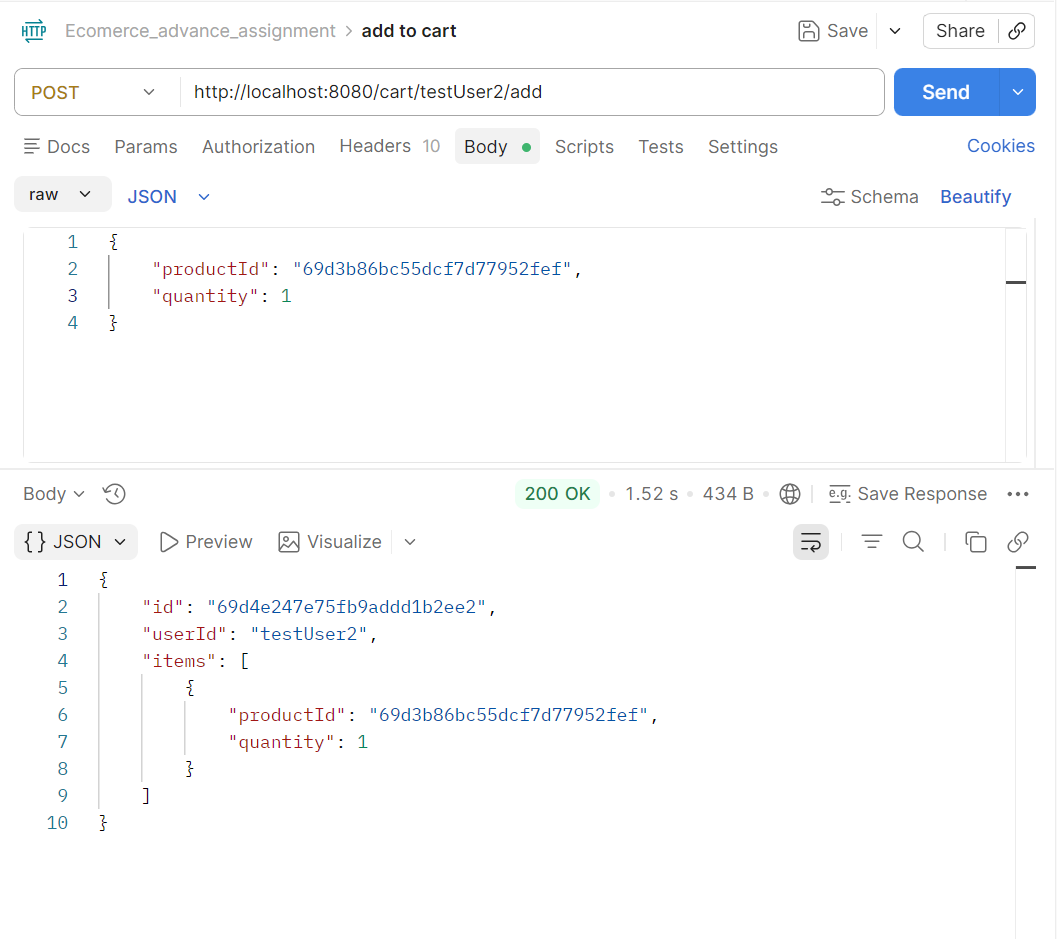 HTTP Ecomerce_advance_assignment > add to cart Save Share
POST http://localhost:8080/cart/testUser2/add Send
Docs Params Authorization Headers 10 Body Scripts Tests Settings Cookies
raw JSON Schema Beautify
1 {
2 "productId": "69d3b86bc55dcf7d77952fef",
3 "quantity": 1
4 }
Body 200 OK • 1.52 s • 434 B • e.g. Save Response
{} JSON Preview Visualize
1 {
2 "id": "69d4e247e75fb9addd1b2ee2",
3 "userId": "testUser2",
4 "items": [
5 {
6 "productId": "69d3b86bc55dcf7d77952fef",
7 "quantity": 1
8 }
9 ]
10 }